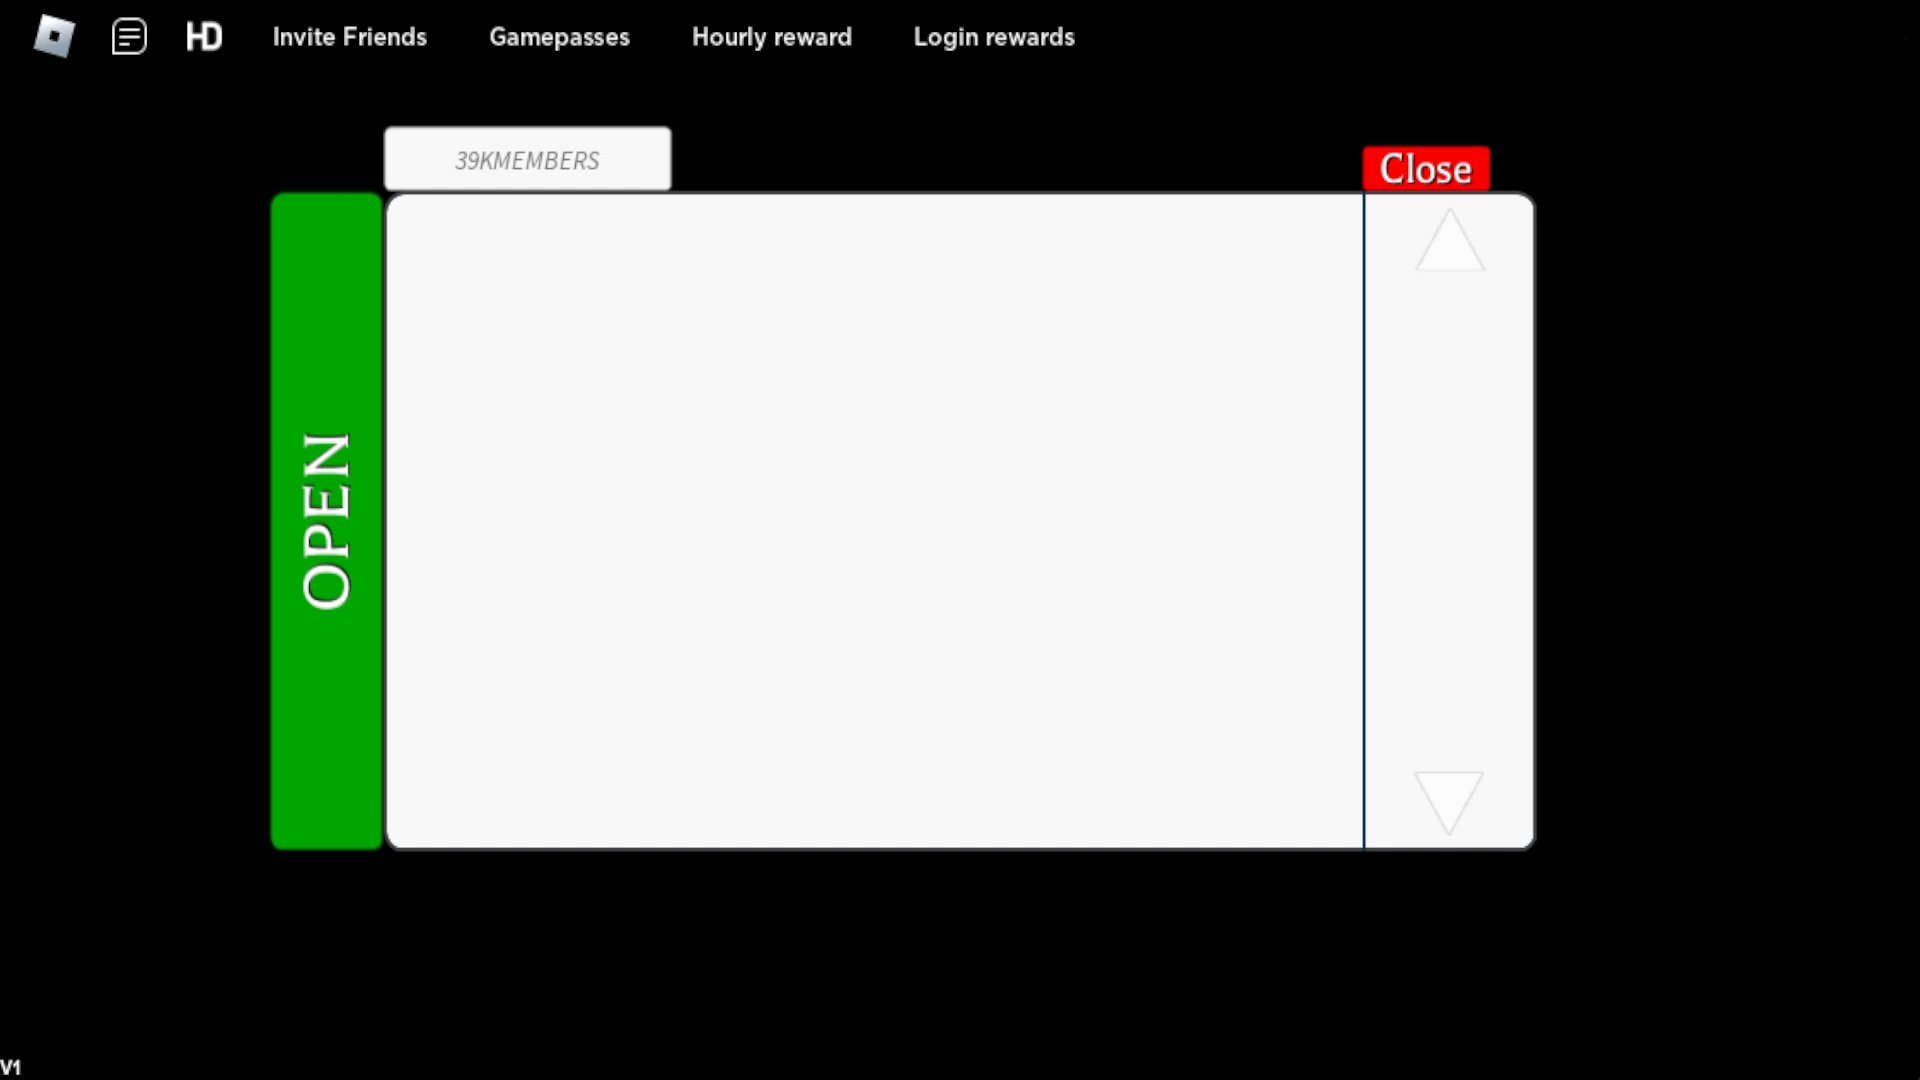 HD
Invite Friends
Gamepasses
Hourly reward
Login rewards
39KMEMBERS
Close
OPEN
V1